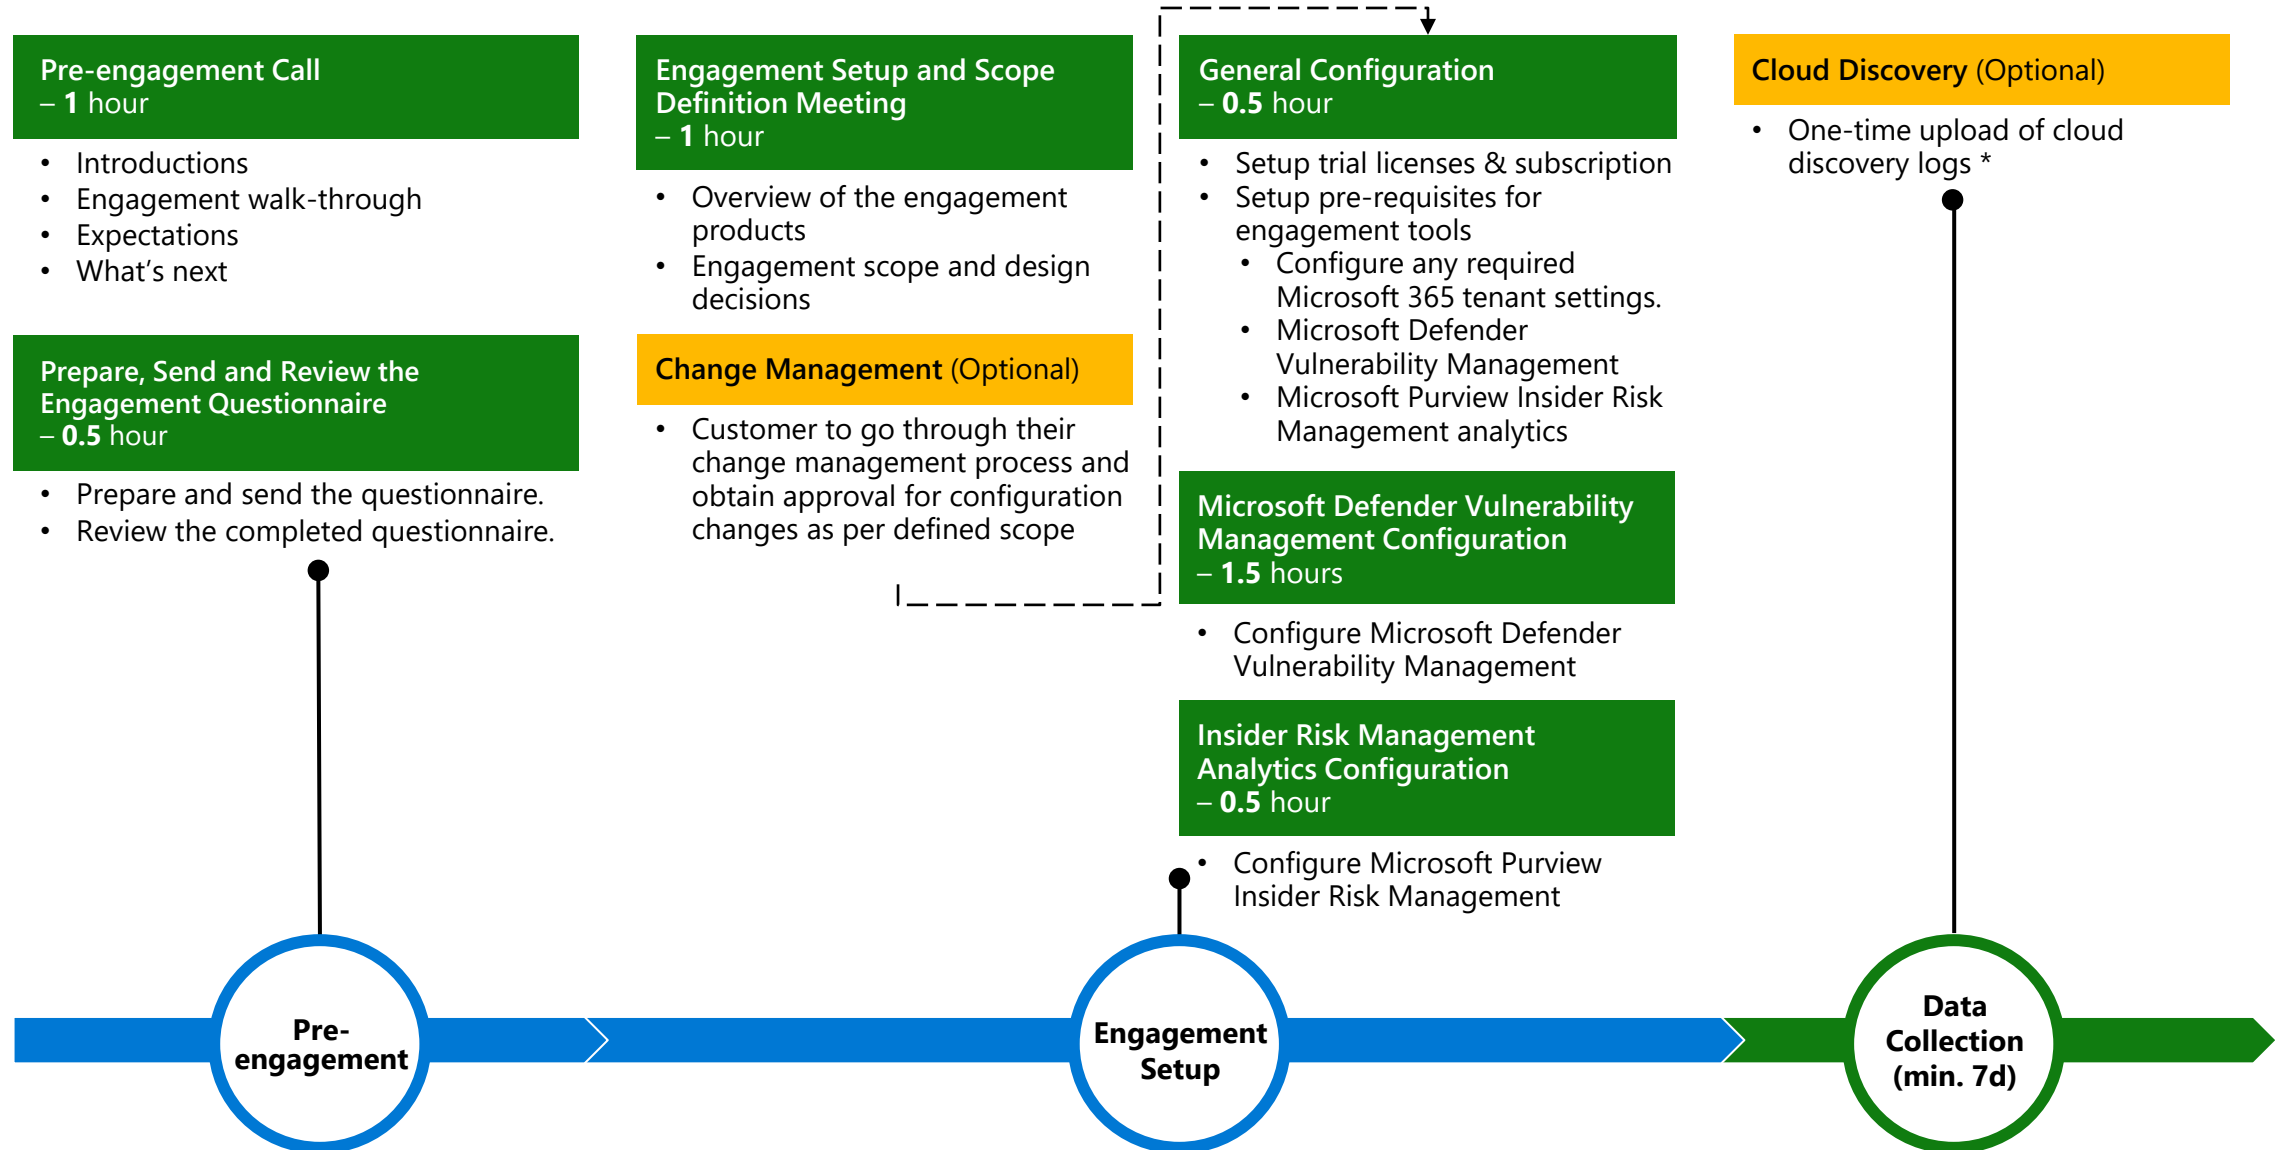 Pre-engagement Call
– 1 hour
• Introductions
• Engagement walk-through
• Expectations
• What's next
Prepare, Send and Review the
Engagement Questionnaire
– 0.5 hour
• Prepare and send the questionnaire.
• Review the completed questionnaire.
Engagement Setup and Scope
Definition Meeting
– 1 hour
• Overview of the engagement
products
• Engagement scope and design
decisions
Change Management (Optional)
• Customer to go through their
change management process and
obtain approval for configuration
changes as per defined scope
General Configuration
– 0.5 hour
• Setup trial licenses & subscription
• Setup pre-requisites for
engagement tools
• Configure any required
Microsoft 365 tenant settings.
• Microsoft Defender
Vulnerability Management
• Microsoft Purview Insider Risk
Management analytics
Microsoft Defender Vulnerability
Management Configuration
– 1.5 hours
• Configure Microsoft Defender
Vulnerability Management
Insider Risk Management
Analytics Configuration
– 0.5 hour
• Configure Microsoft Purview
Insider Risk Management
Cloud Discovery (Optional)
• One-time upload of cloud
discovery logs *
Pre-
engagement
Engagement
Setup
Data
Collection
(min. 7d)